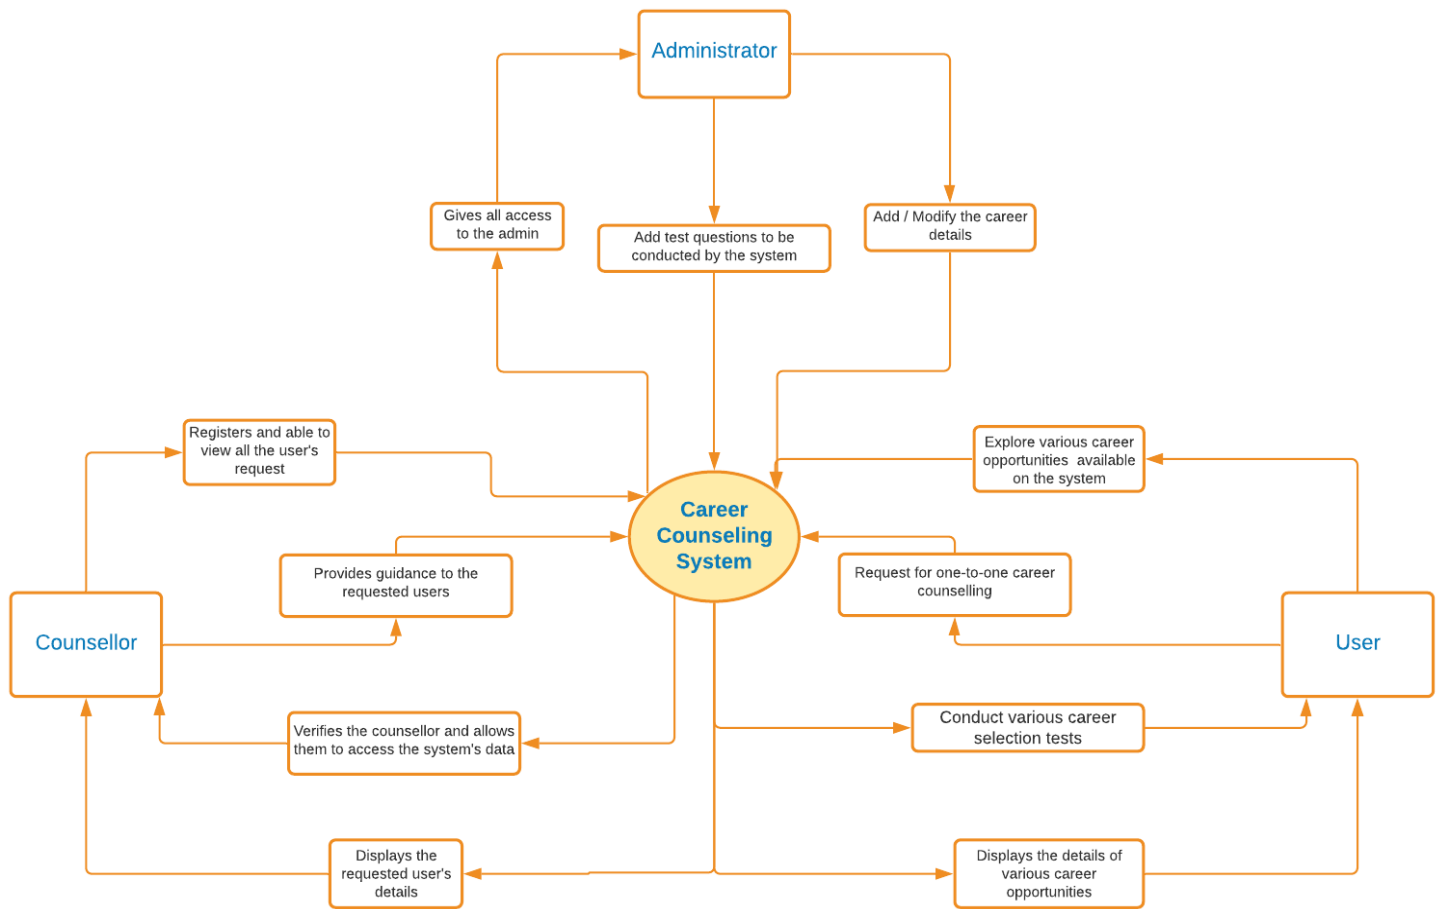 Administrator
Gives all access
to the admin
Add test questions to be
conducted by the system
Add / Modify the career
details
Registers and able to
view all the user's
request
Explore various career
opportunities  available
on the system
Career
Counseling
System
Provides guidance to the
requested users
Request for one-to-one career
counselling
Counsellor
User
Verifies the counsellor and allows
them to access the system's data
Conduct various career
selection tests
Displays the
requested user's
details
Displays the details of
various career
opportunities